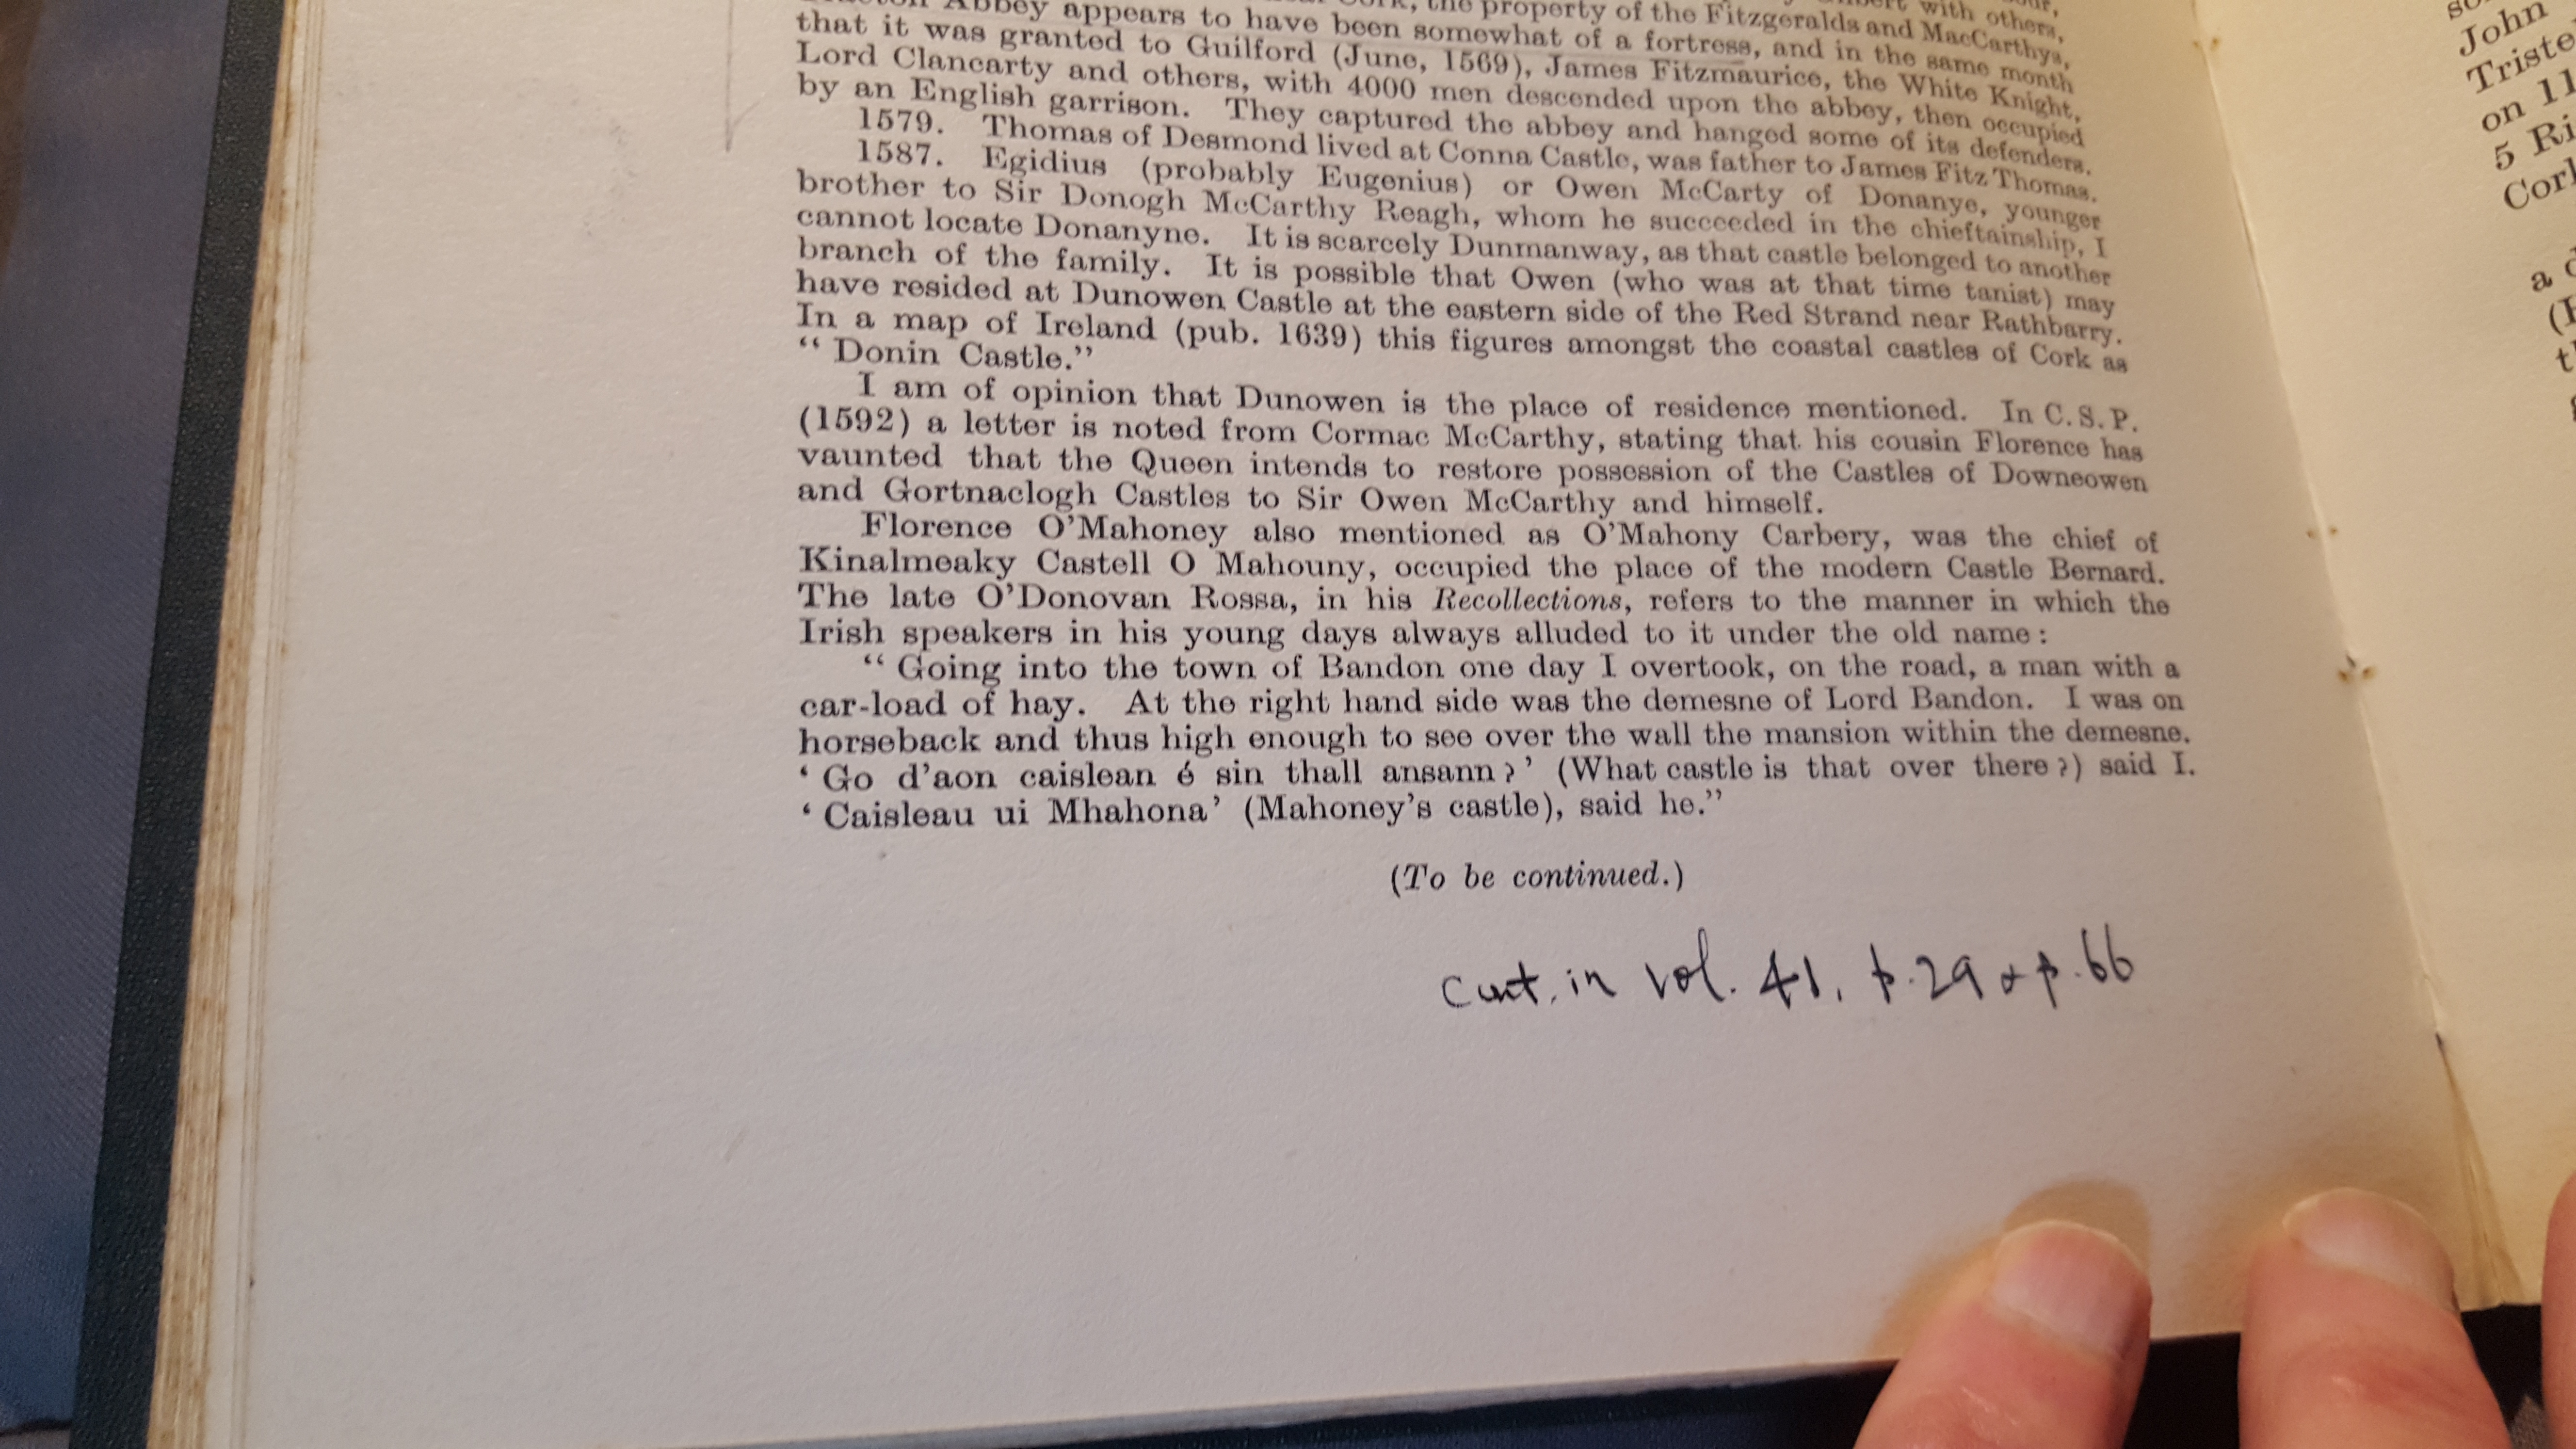 Abbey appears to have been somewhat of a fortress, and in the same month
the property of the Fitzgeralds and MacCarthys,
with others,
that it was granted to Guilford (June, 1569), James Fitzmaurice, the White Knight,
Lord Clancarty and others, with 4000 men descended upon the abbey, then occupied
by an English garrison. They captured the abbey and hanged some of its defenders.
1579. Thomas of Desmond lived at Conna Castle, was father to James Fitz Thomas.
1587. Egidius (probably Eugenius) or Owen McCarty of Donanye, younger
brother to Sir Donogh McCarthy Reagh, whom he succeeded in the chieftainship, I
cannot locate Donanyne. It is scarcely Dunmanway, as that castle belonged to another
branch of the family. It is possible that Owen (who was at that time tanist) may
have resided at Dunowen Castle at the eastern side of the Red Strand near Rathbarry.
In a map of Ireland (pub. 1639) this figures amongst the coastal castles of Cork as
“ Donin Castle.”
I am of opinion that Dunowen is the place of residence mentioned. In C.S.P.
(1592) a letter is noted from Cormac McCarthy, stating that his cousin Florence has
vaunted that the Queen intends to restore possession of the Castles of Downeowen
and Gortnaclogh Castles to Sir Owen McCarthy and himself.
Florence O’Mahoney also mentioned as O’Mahony Carbery, was the chief of
Kinalmeaky Castell O Mahouny, occupied the place of the modern Castle Bernard.
The late O’Donovan Rossa, in his Recollections, refers to the manner in which the
Irish speakers in his young days always alluded to it under the old name :
“ Going into the town of Bandon one day I overtook, on the road, a man with a
car-load of hay. At the right hand side was the demesne of Lord Bandon. I was on
horseback and thus high enough to see over the wall the mansion within the demesne.
‘ Go d’aon caislean é sin thall ansann ?’ (What castle is that over there ?) said I.
‘ Caisleau ui Mhahona’ (Mahoney’s castle), said he.”
(To be continued.)
cont. in vol. 41, p.29 & p.66
John
Triste
on 11
5 Ri